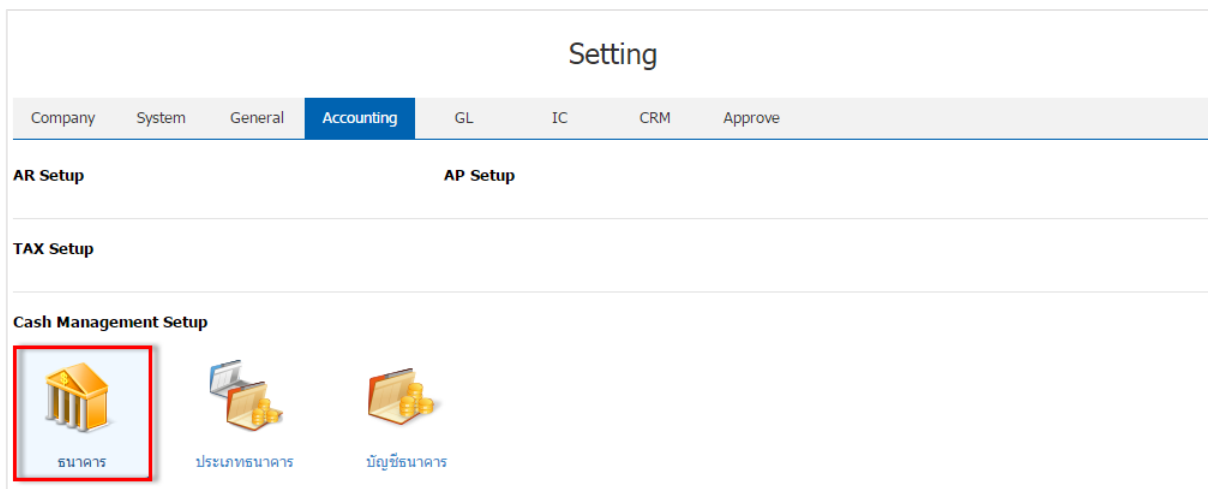 Setting
Company System General Accounting GL IC CRM Approve
AR Setup AP Setup
TAX Setup
Cash Management Setup
ธนาคาร ประเภทธนาคาร บัญชีธนาคาร